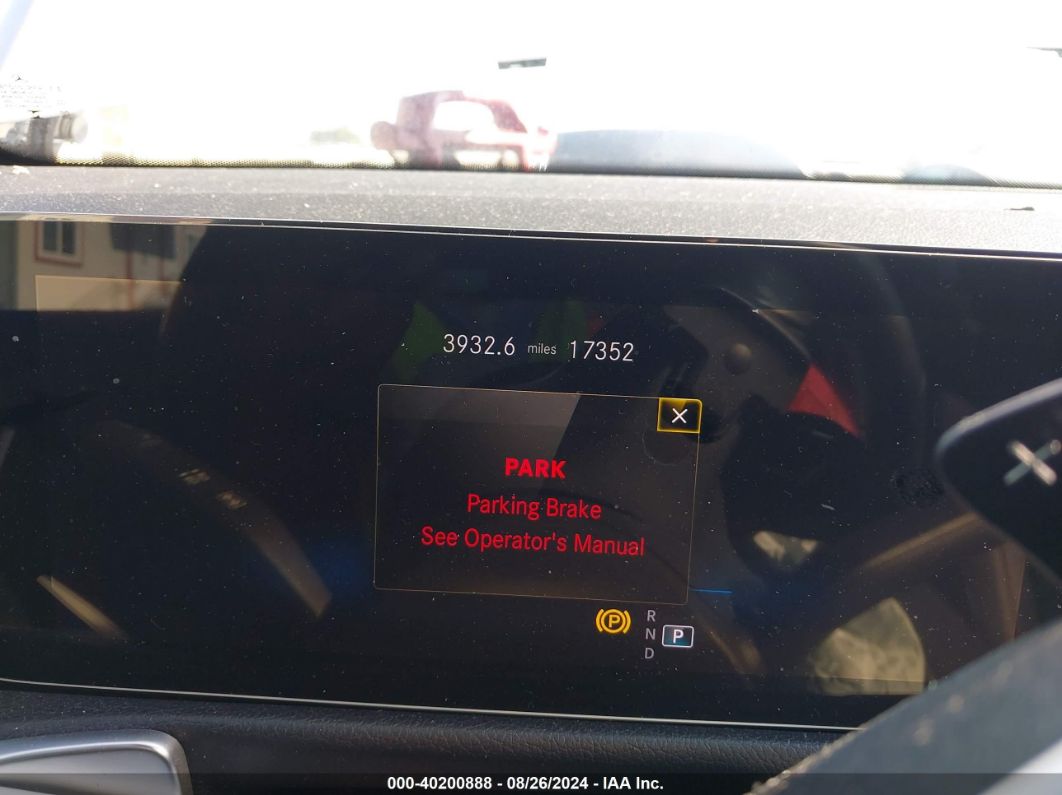 3932.6 miles 17352
PARK
Parking Brake
See Operator's Manual
P
R
N P
D
000-40200888 - 08/26/2024 - IAA Inc.